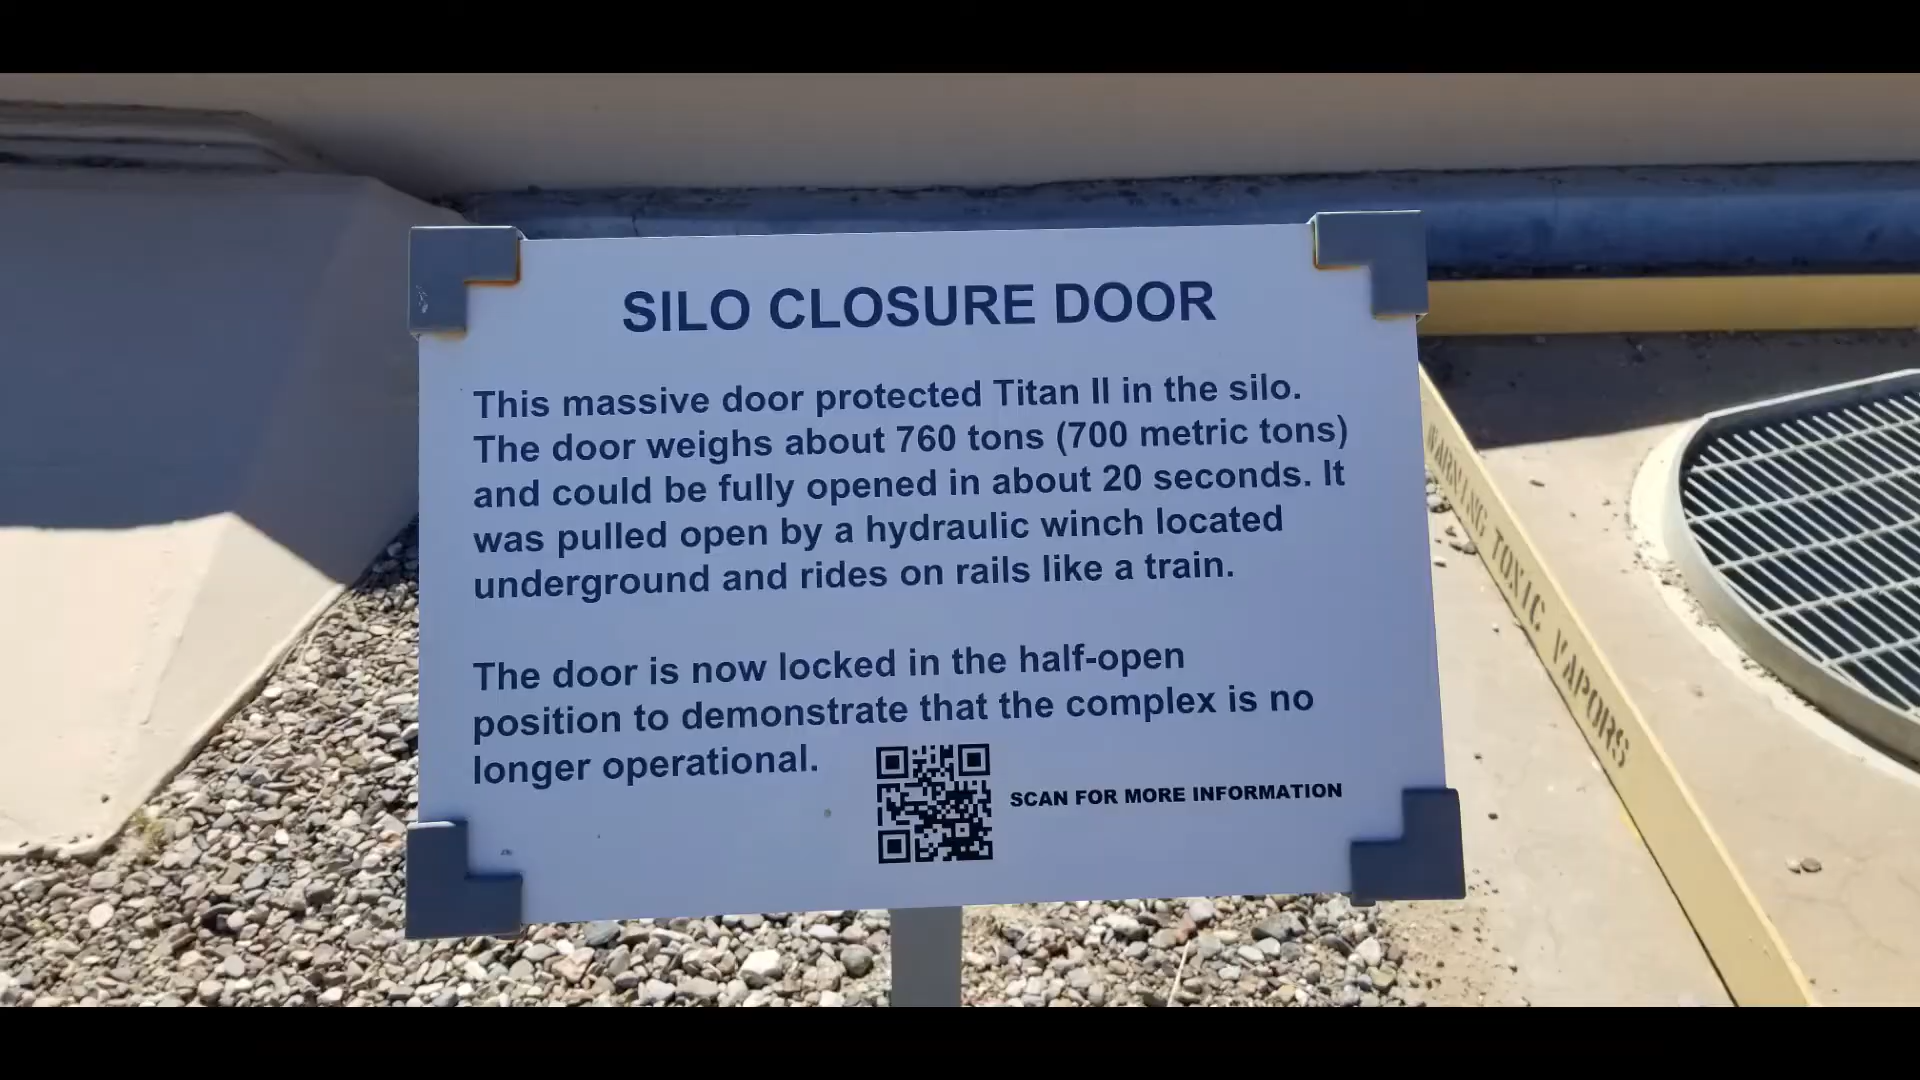 SILO CLOSURE DOOR
This massive door protected Titan II in the silo.
The door weighs about 760 tons (700 metric tons)
and could be fully opened in about 20 seconds. It
was pulled open by a hydraulic winch located
underground and rides on rails like a train.
The door is now locked in the half-open
position to demonstrate that the complex is no
longer operational.
SCAN FOR MORE INFORMATION
WARNING TOXIC VAPORS